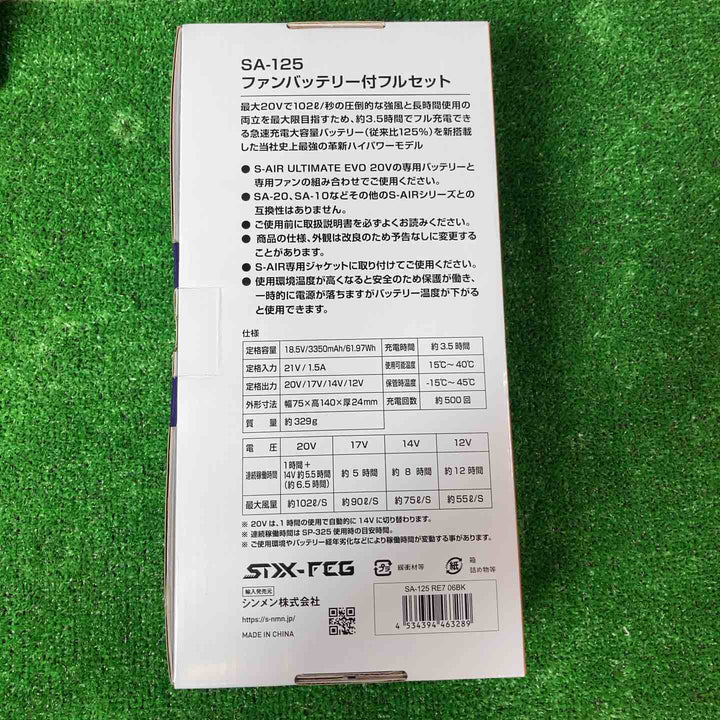 SA-125
ファンバッテリー付フルセット
最大20Vで102ℓ/秒の圧倒的な強風と長時間使用の
両立を最大限目指すため、約3.5時間でフル充電でき
る急速充電大容量バッテリー(従来比125%)を新搭載
した当社史上最強の革新ハイパワーモデル
● S-AIR ULTIMATE EVO 20Vの専用バッテリーと
専用ファンの組み合わせでご使用ください。
● SA-20、SA-10などその他のS-AIRシリーズとの
互換性はありません。
● ご使用前に取扱説明書を必ずよくお読みください。
● 商品の仕様、外観は改良のため予告なしに変更する
ことがあります。
● S-AIR専用ジャケットに取り付けてご使用ください。
● 使用環境温度が高くなると安全のため保護が働き、
一時的に電源が落ちますがバッテリー温度が下がる
と使用できます。
仕様
定格容量 18.5V/3350mAh/61.97Wh 充電時間 約3.5時間
定格入力 21V/1.5A 使用可能温度 15℃〜40℃
定格出力 20V/17V/14V/12V 保管時温度 -15℃〜45℃
外形寸法 幅75×高140×厚24mm 充電回数 約500回
質量 約329g
電圧 20V 17V 14V 12V
連続稼働時間 1時間+
14V約5.5時間
(約6.5時間) 約5時間 約8時間 約12時間
最大風量 約102ℓ/S 約90ℓ/S 約75ℓ/S 約55ℓ/S
※ 20Vは、1時間の使用で自動的に14Vに切り替わります。
※ 連続稼働時間はSP-325使用時の目安時間。
※ ご使用環境やバッテリー経年劣化などにより稼働時間が変動する事があります。
プラ 緩衝材等
紙 箱
詰め物等
輸入発売元
シンメン株式会社
https://s-nmn.jp/
MADE IN CHINA
SA-125 RE7 06BK
4 534394 463289